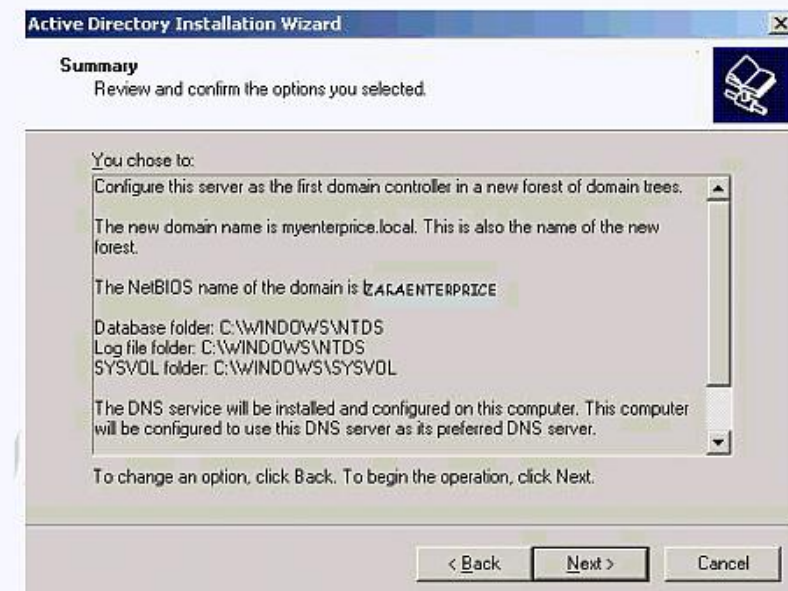 Active Directory Installation Wizard
Summary
Review and confirm the options you selected.
You chose to:
Configure this server as the first domain controller in a new forest of domain trees.
The new domain name is myenterprice.local. This is also the name of the new
forest.
The NetBIOS name of the domain is ZARAENTERPRICE
Database folder: C:\WINDOWS\NTDS
Log file folder: C:\WINDOWS\NTDS
SYSVOL folder: C:\WINDOWS\SYSVOL
The DNS service will be installed and configured on this computer. This computer
will be configured to use this DNS server as its preferred DNS server.
To change an option, click Back. To begin the operation, click Next.
< Back Next > Cancel